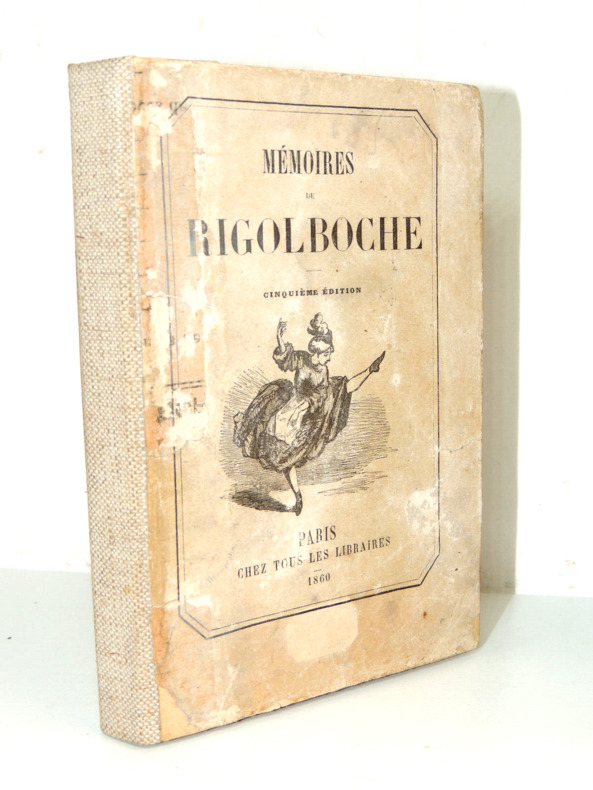 MÉMOIRES
DE
RIGOLBOCHE
CINQUIÈME ÉDITION
PARIS
CHEZ TOUS LES LIBRAIRES
1860